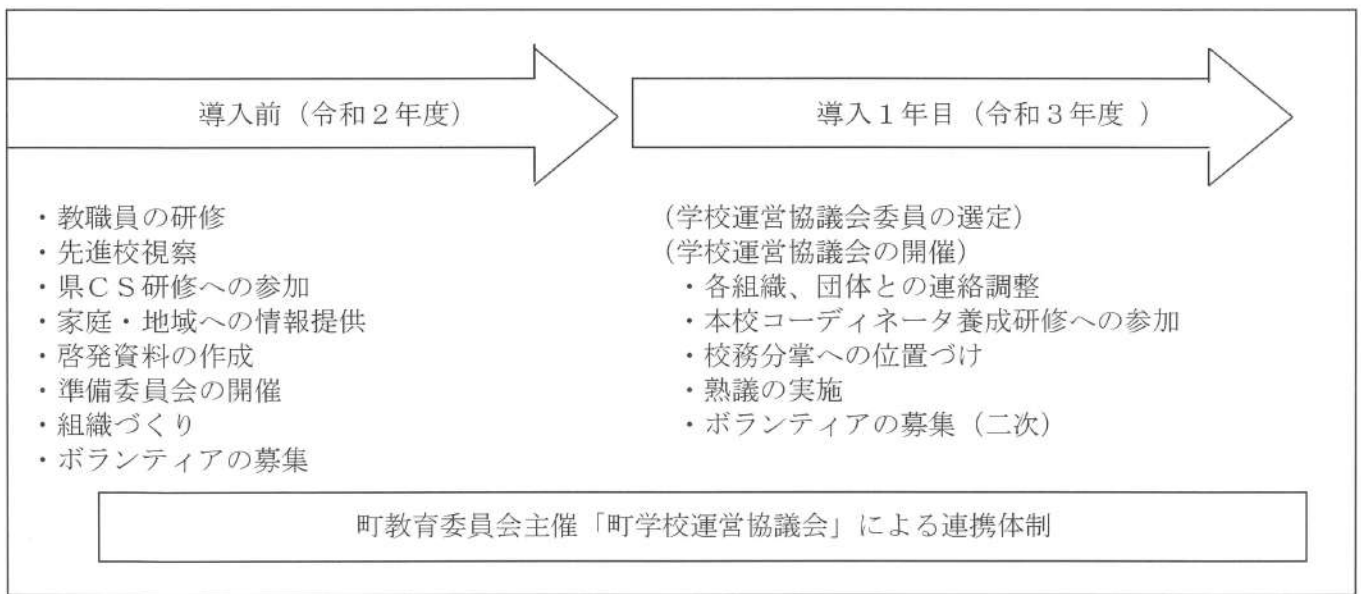 導入前（令和２年度）
・教職員の研修
・先進校視察
・県ＣＳ研修への参加
・家庭・地域への情報提供
・啓発資料の作成
・準備委員会の開催
・組織づくり
・ボランティアの募集
導入１年目（令和３年度 ）
(学校運営協議会委員の選定)
(学校運営協議会の開催)
・各組織、団体との連絡調整
・本校コーディネータ養成研修への参加
・校務分掌への位置づけ
・熟議の実施
・ボランティアの募集（二次）
町教育委員会主催「町学校運営協議会」による連携体制